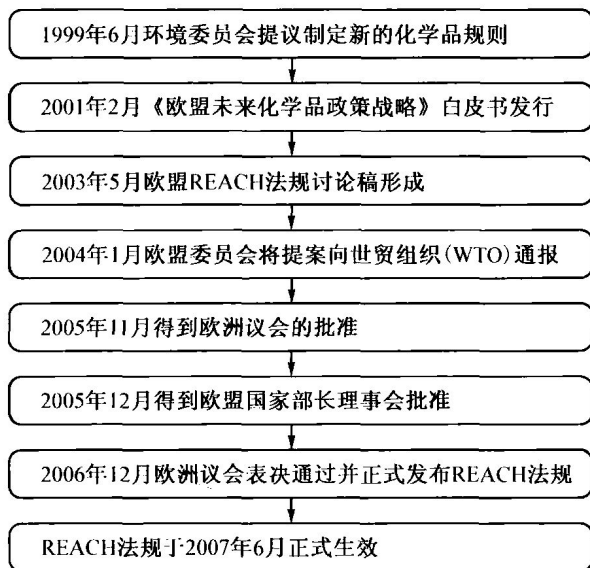 1999年6月环境委员会提议制定新的化学品规则
2001年2月《欧盟未来化学品政策战略》白皮书发行
2003年5月欧盟REACH法规讨论稿形成
2004年1月欧盟委员会将提案向世贸组织(WTO)通报
2005年11月得到欧洲议会的批准
2005年12月得到欧盟国家部长理事会批准
2006年12月欧洲议会表决通过并正式发布REACH法规
REACH法规于2007年6月正式生效